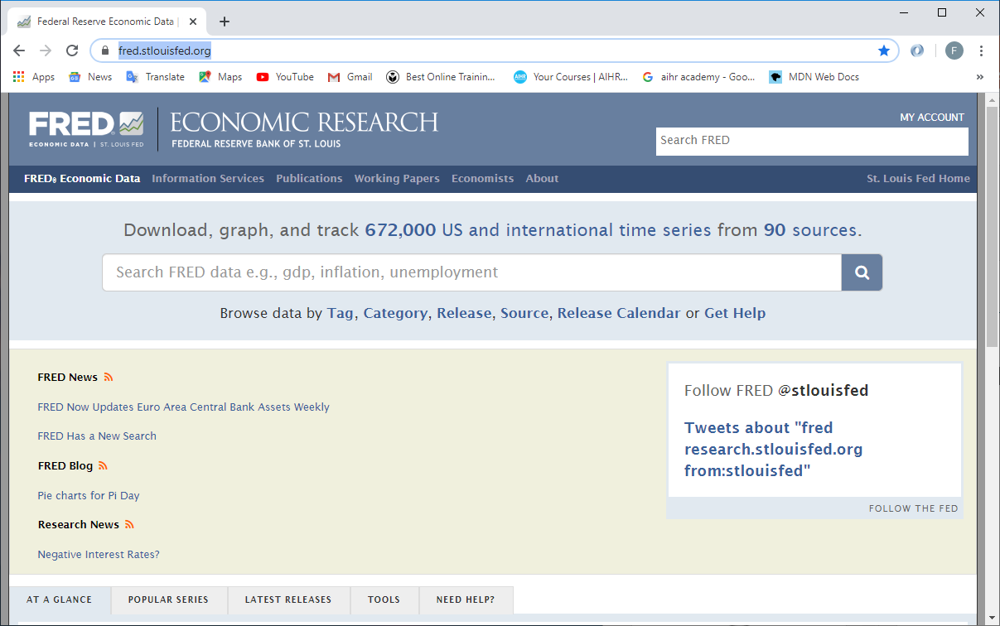 Federal Reserve Economic Data |
fred.stlouisfed.org
F
Apps News Translate Maps YouTube Gmail Best Online Trainin... Your Courses | AIHR... aihr academy - Goo... MDN Web Docs »
FRED® ECONOMIC RESEARCH
ECONOMIC DATA | ST. LOUIS FED FEDERAL RESERVE BANK OF ST. LOUIS
MY ACCOUNT
Search FRED
FRED® Economic Data Information Services Publications Working Papers Economists About St. Louis Fed Home
Download, graph, and track 672,000 US and international time series from 90 sources.
Search FRED data e.g., gdp, inflation, unemployment
Browse data by Tag, Category, Release, Source, Release Calendar or Get Help
FRED News
FRED Now Updates Euro Area Central Bank Assets Weekly
FRED Has a New Search
FRED Blog
Pie charts for Pi Day
Research News
Negative Interest Rates?
Follow FRED @stlouisfed
Tweets about "fred
research.stlouisfed.org
from:stlouisfed"
FOLLOW THE FED
AT A GLANCE POPULAR SERIES LATEST RELEASES TOOLS NEED HELP?